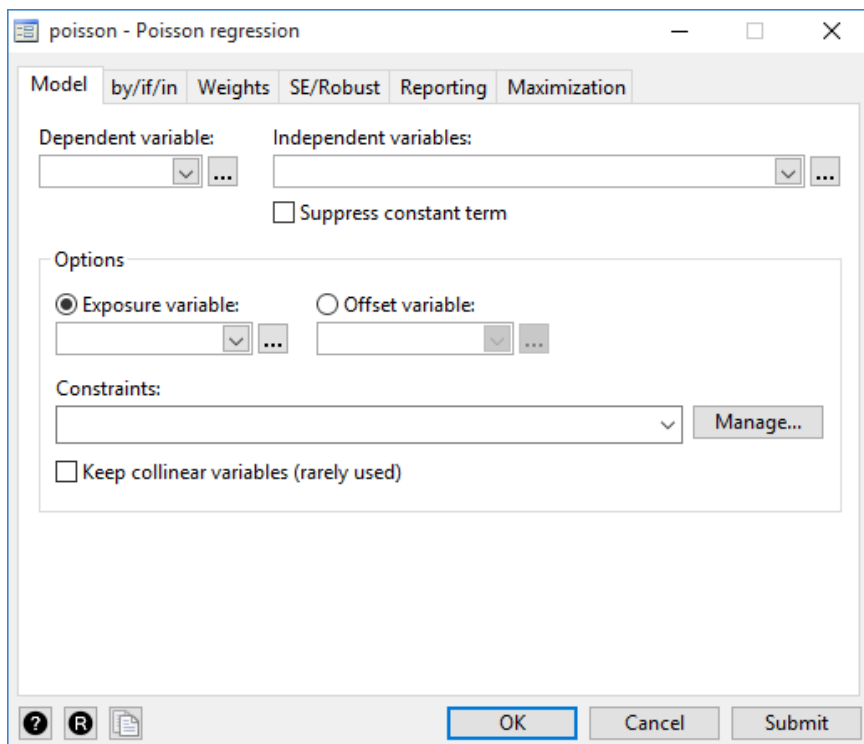 poisson - Poisson regression
Model by/if/in Weights SE/Robust Reporting Maximization
Dependent variable: Independent variables:
... ...
Suppress constant term
Options
Exposure variable: Offset variable:
... ...
Constraints:
Manage...
Keep collinear variables (rarely used)
? R OK Cancel Submit